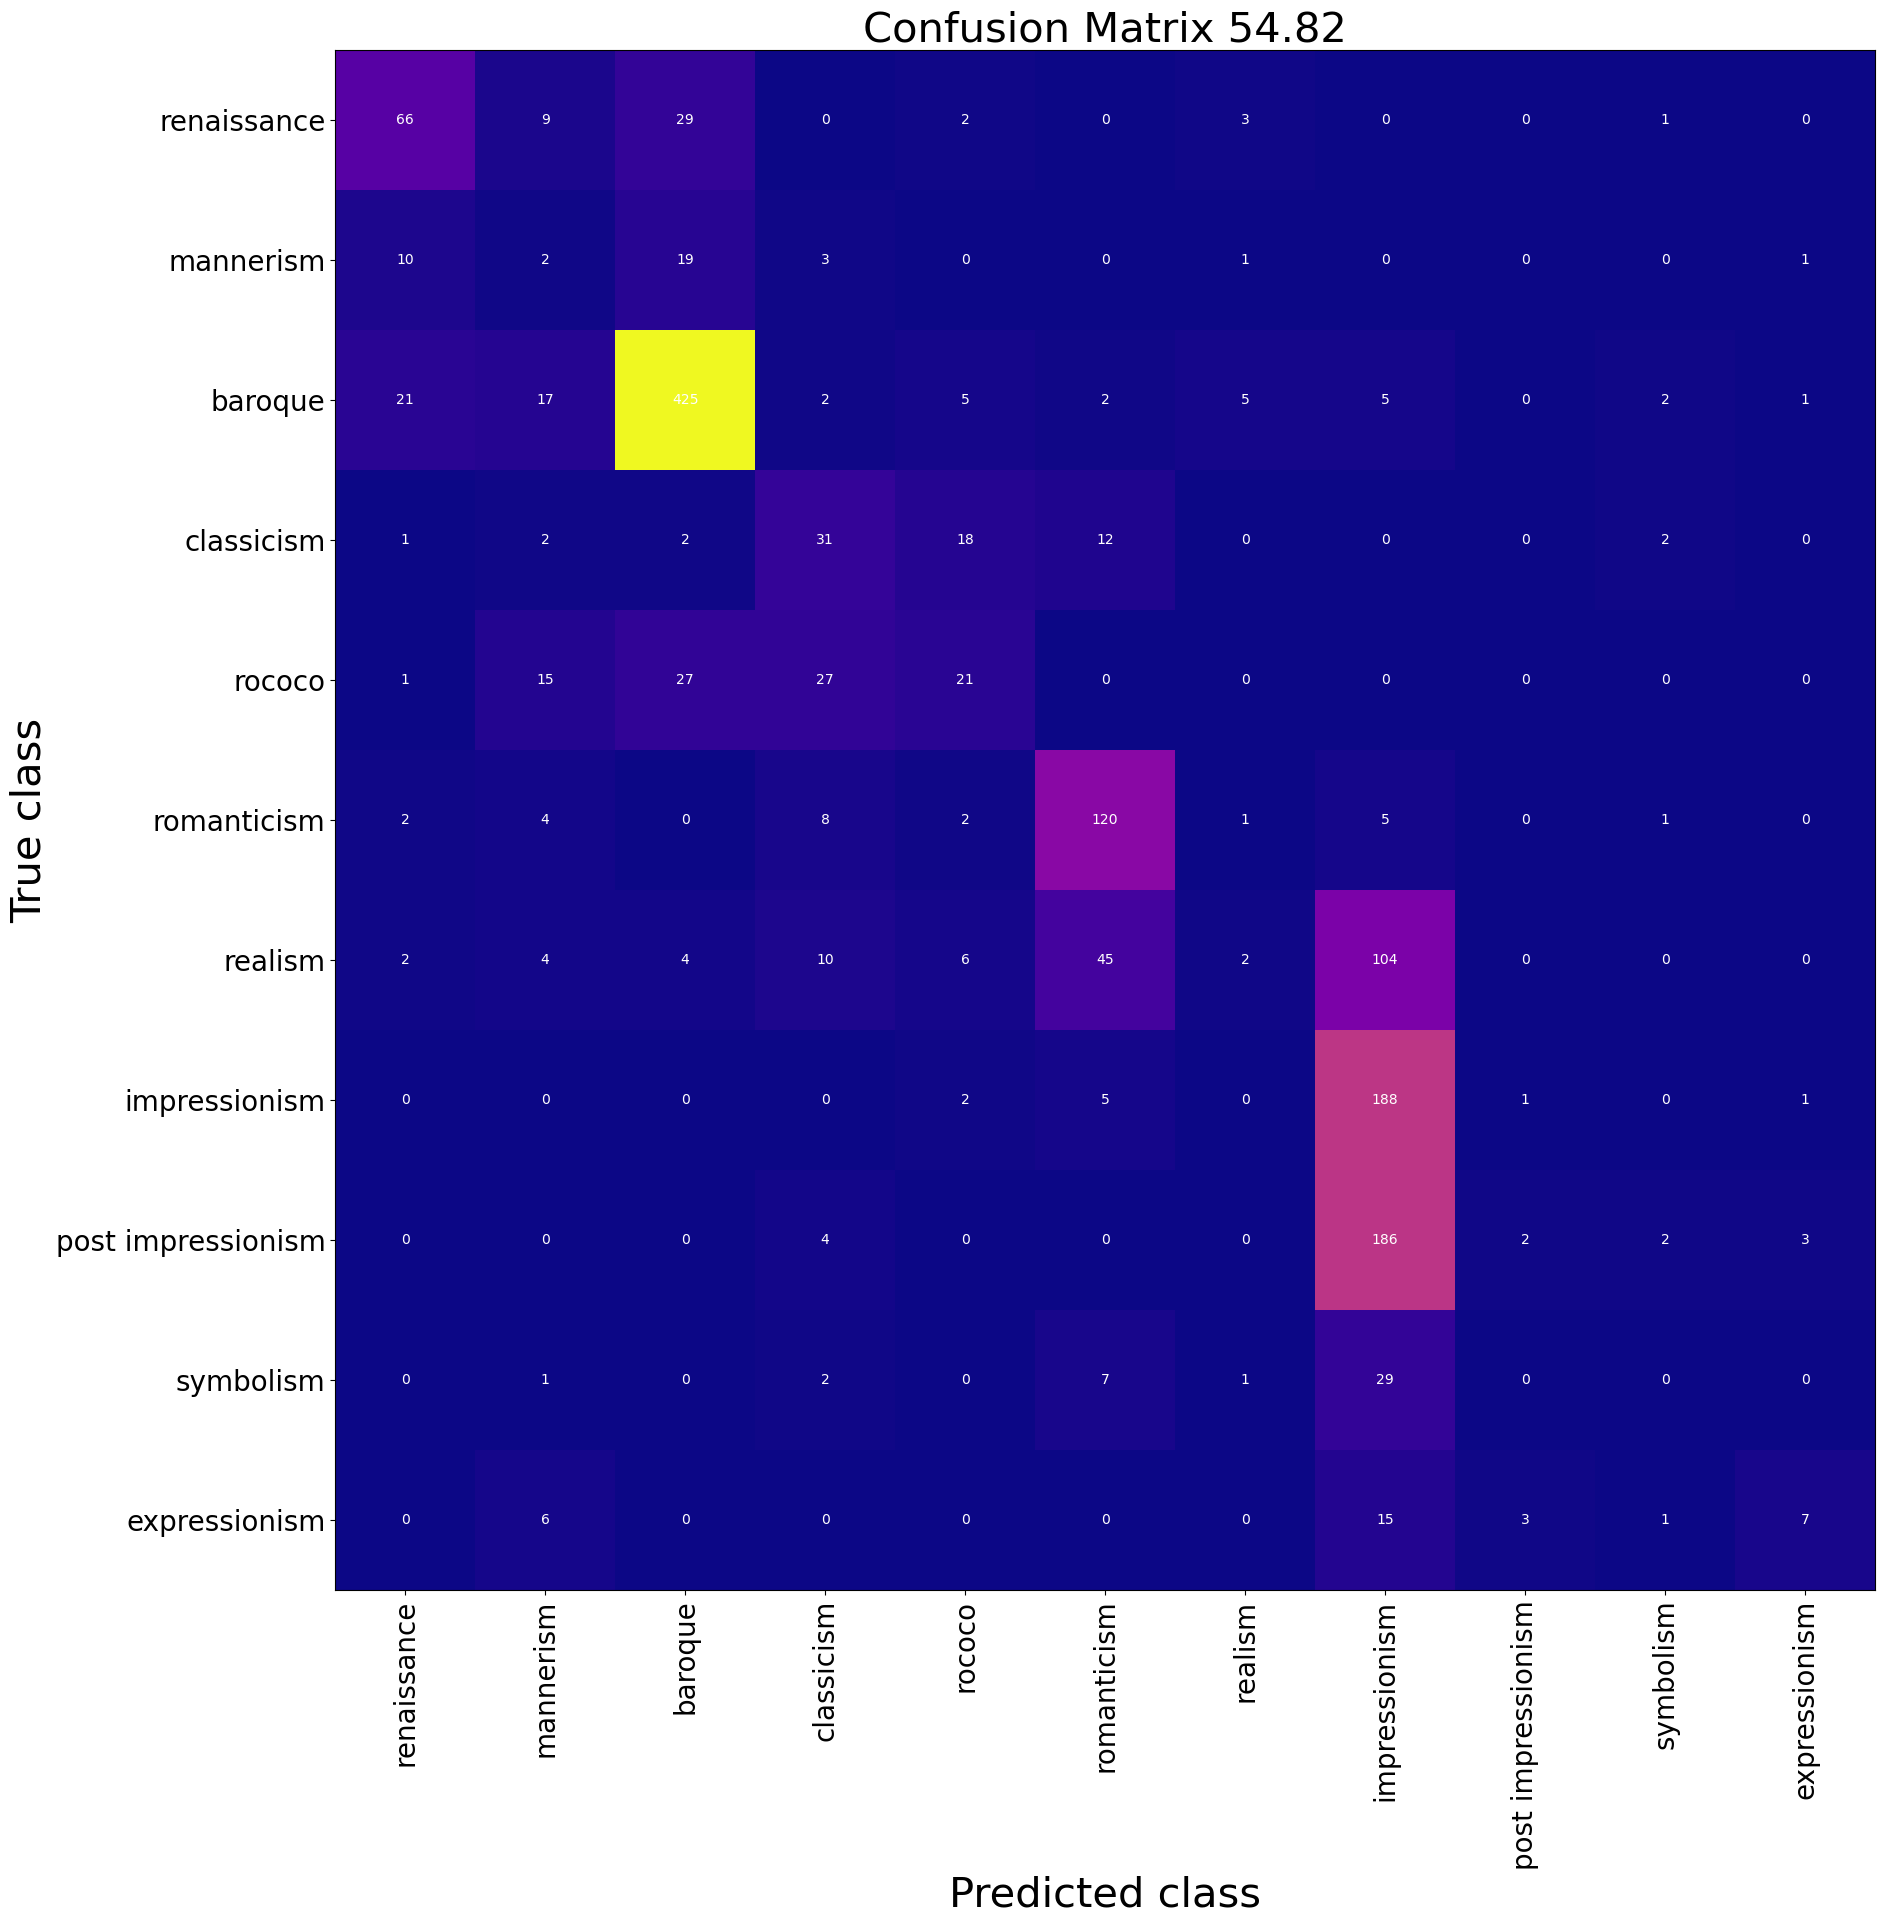 Confusion Matrix 54.82
True class
renaissance 66 9 29 0 2 0 3 0 0 1 0
mannerism 10 2 19 3 0 0 1 0 0 0 1
baroque 21 17 425 2 5 2 5 5 0 2 1
classicism 1 2 2 31 18 12 0 0 0 2 0
rococo 1 15 27 27 21 0 0 0 0 0 0
romanticism 2 4 0 8 2 120 1 5 0 1 0
realism 2 4 4 10 6 45 2 104 0 0 0
impressionism 0 0 0 0 2 5 0 188 1 0 1
post impressionism 0 0 0 4 0 0 0 186 2 2 3
symbolism 0 1 0 2 0 7 1 29 0 0 0
expressionism 0 6 0 0 0 0 0 15 3 1 7
renaissance
mannerism
baroque
classicism
rococo
romanticism
realism
impressionism
post impressionism
symbolism
expressionism
Predicted class